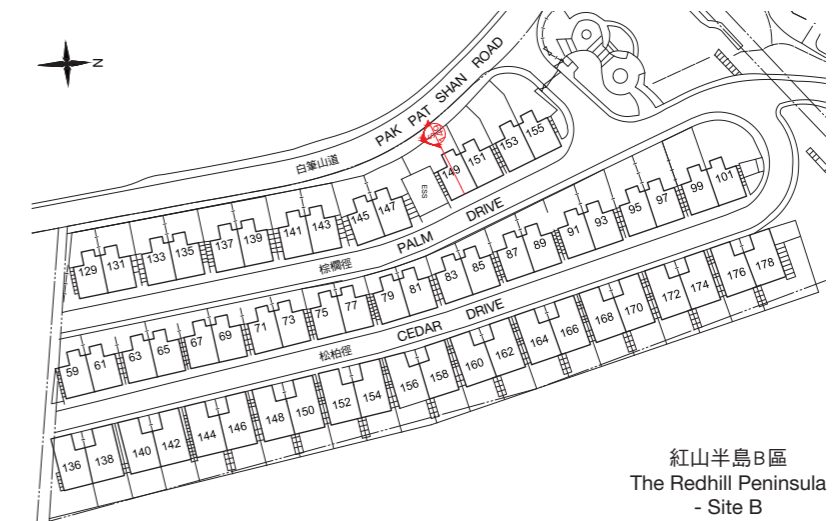 N
PAK PAT SHAN ROAD
白筆山道
149 151 153 155
ESS
129 131 133 135 137 139 141 143 145 147
PALM DRIVE
棕櫚徑
59 61 63 65 67 69 71 73 75 77 79 81 83 85 87 89 91 93 95 97 99 101
CEDAR DRIVE
松柏徑
136 138 140 142 144 146 148 150 152 154 156 158 160 162 164 166 168 170 172 174 176 178
紅山半島B區
The Redhill Peninsula
- Site B